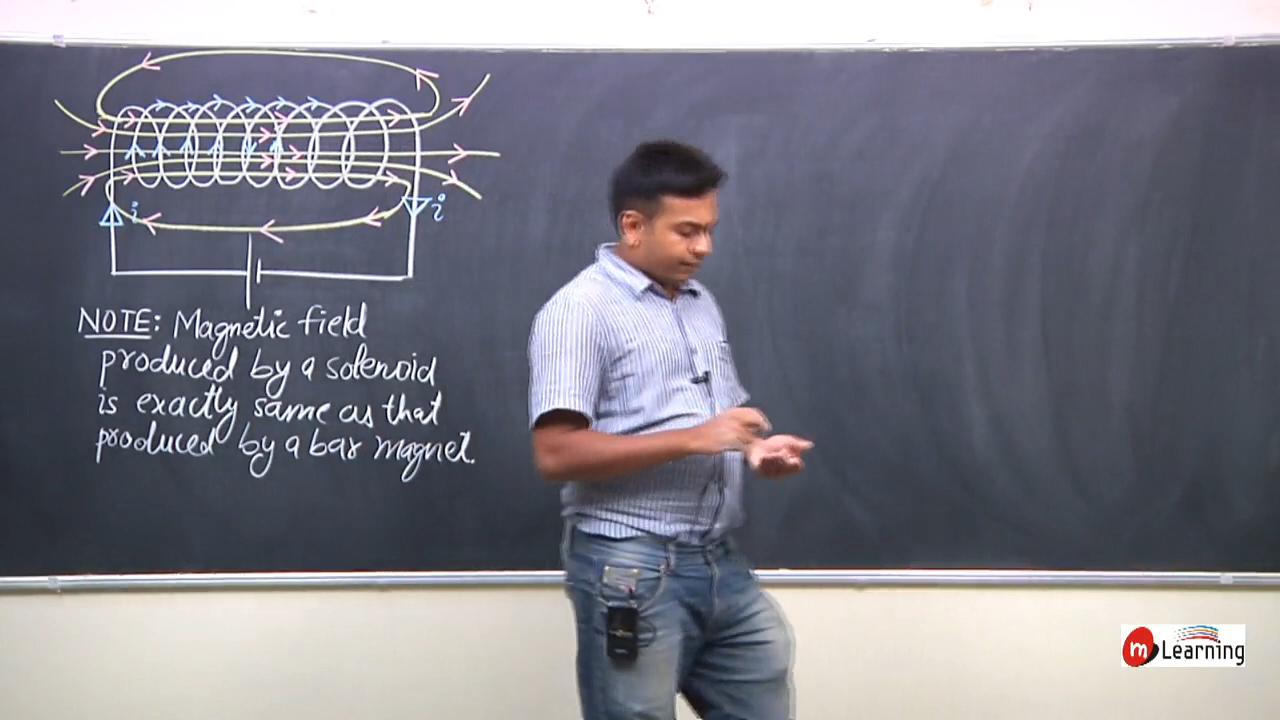 i
i
NOTE: Magnetic field
produced by a solenoid
is exactly same as that
produced by a bar magnet.
m Learning